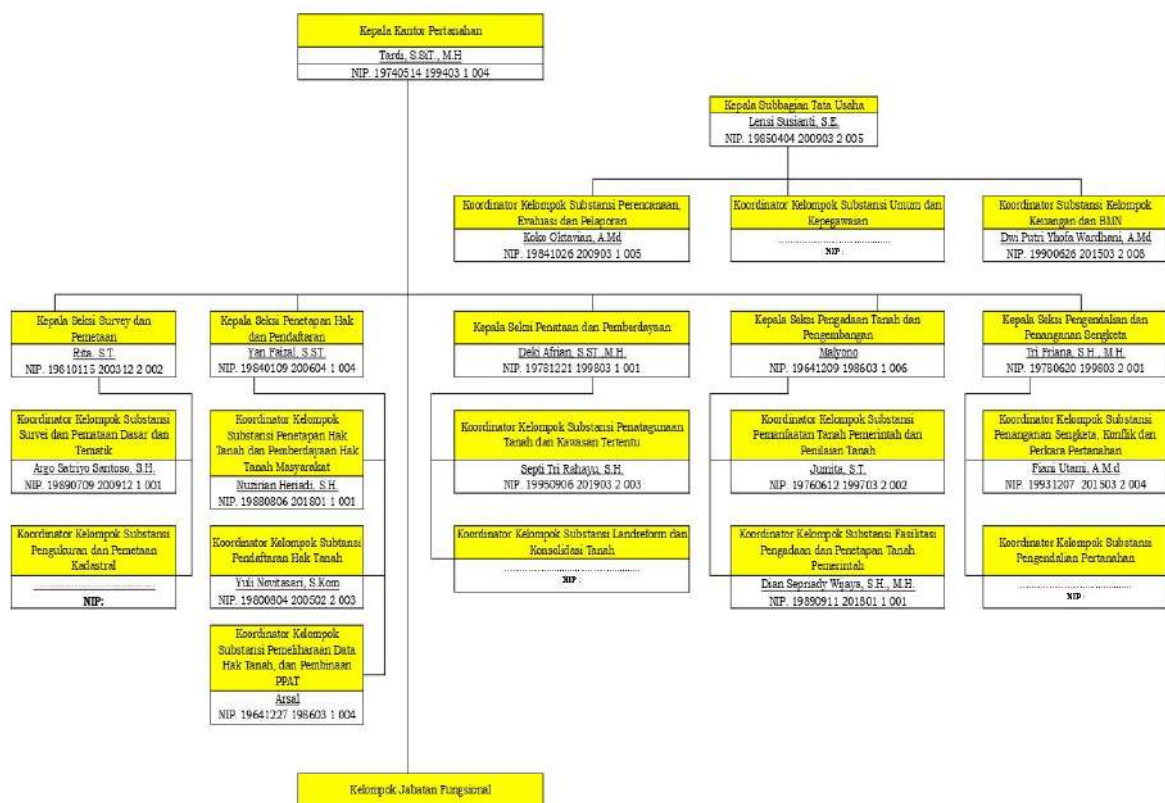 Kepala Kantor Pertanahan
Tardi, S.SiT., M.H
NIP. 19740514 199403 1 004
Kepala Subbagian Tata Usaha
Lensi Susianti, S.E.
NIP. 19850404 200903 2 005
Koordinator Kelompok Substansi Perencanaan,
Evaluasi dan Pelaporan
Koko Oktavian, A.Md
NIP. 19841026 200903 1 005
Koordinator Kelompok Substansi Umum dan
Kepegawaian
.......................................
NIP :
Koordinator Substansi Kelompok
Keuangan dan BMN
Dwi Putri Yhofa Wardhani, A.Md
NIP. 19900626 201503 2 008
Kepala Seksi Survey dan
Pemetaan
Rita, S.T.
NIP. 19810115 200312 2 002
Kepala Seksi Penetapan Hak
dan Pendaftaran
Yan Faizal, S.ST.
NIP. 19840109 200604 1 004
Kepala Seksi Penataan dan Pemberdayaan
Deki Afrian, S.ST.,M.H.
NIP. 19781221 199803 1 001
Kepala Seksi Pengadaan Tanah dan
Pengembangan
Malyono
NIP. 19641209 198603 1 006
Kepala Seksi Pengendalian dan
Penanganan Sengketa
Tri Friana, S.H., M.H.
NIP. 19780620 199803 2 001
Koordinator Kelompok Substansi
Survei dan Pemataan Dasar dan
Tematik
Argo Satriyo Santoso, S.H.
NIP. 19890709 200912 1 001
Koordinator Kelompok
Substansi Penetapan Hak
Tanah dan Pemberdayaan Hak
Tanah Masyarakat
Nuzirian Heriadi, S.H.
NIP. 19880806 201801 1 001
Koordinator Kelompok Substansi Penatagunaan
Tanah dan Kawasan Tertentu
Septi Tri Rahayu, S.H.
NIP. 19950906 201903 2 003
Koordinator Kelompok Substansi
Pemanfaatan Tanah Pemerintah dan
Penilaian Tanah
Jumita, S.T.
NIP. 19760612 199703 2 002
Koordinator Kelompok Substansi
Penanganan Sengketa, Konflik dan
Perkara Pertanahan
Fiani Utami, A.M.d
NIP. 19931207 201503 2 004
Koordinator Kelompok Substansi
Pengukuran dan Pemetaan
Kadastral
NIP:
Koordinator Kelompok Subtansi
Pendaftaran Hak Tanah
Yuli Novitasari, S.Kom
NIP. 19800804 200502 2 003
Koordinator Kelompok Substansi Landreform dan
Konsolidasi Tanah
.......................................
NIP :
Koordinator Kelompok Substansi Fasilitasi
Pengadaan dan Penetapan Tanah
Pemerintah
Dian Sepriady Wijaya, S.H., M.H.
NIP. 19890911 201801 1 001
Koordinator Kelompok Substansi
Pengendalian Pertanahan
.......................................
NIP :
Koordinator Kelompok
Substansi Pemeliharaan Data
Hak Tanah, dan Pembinaan
PPAT
Arsal
NIP. 19641227 198603 1 004
Kelompok Jabatan Fungsional